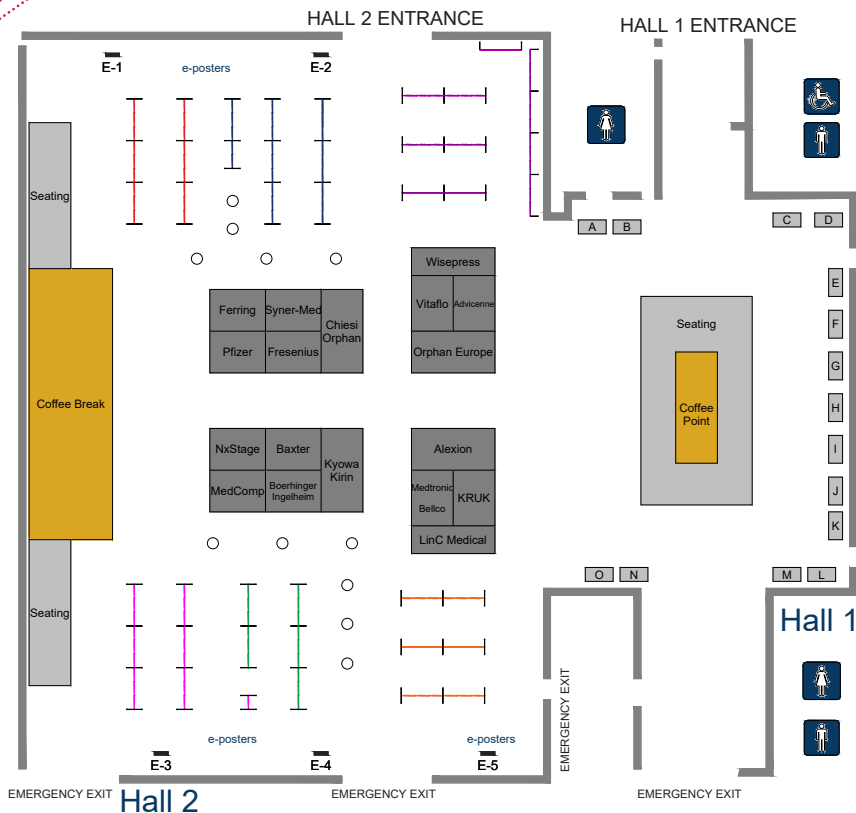 HALL 2 ENTRANCE
HALL 1 ENTRANCE
E-1
e-posters
E-2
Seating
A
B
C
D
Wisepress
Vitaflo
Advicenne
Orphan Europe
Ferring
Syner-Med
Chiesi
Orphan
Pfizer
Fresenius
E
F
G
H
I
J
K
Seating
Coffee
Point
Coffee Break
NxStage
Baxter
Kyowa
Kirin
MedComp
Boerhinger
Ingelheim
Alexion
Medtronic
Bellco
KRUK
LinC Medical
O
N
M
L
Seating
Hall 1
EMERGENCY EXIT
e-posters
e-posters
E-3
E-4
E-5
EMERGENCY EXIT
Hall 2
EMERGENCY EXIT
EMERGENCY EXIT